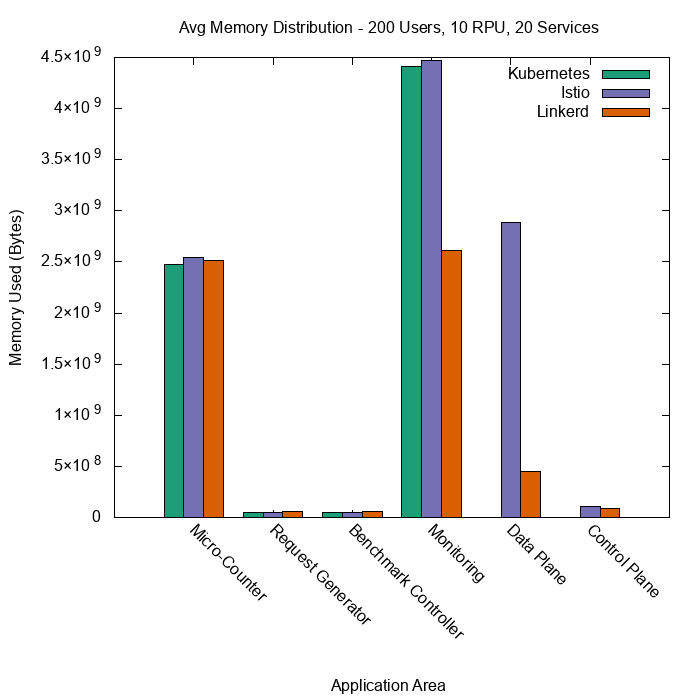 Avg Memory Distribution - 200 Users, 10 RPU, 20 Services
Kubernetes
Istio
Linkerd
Memory Used (Bytes)
4.5×10⁹
4×10⁹
3.5×10⁹
3×10⁹
2.5×10⁹
2×10⁹
1.5×10⁹
1×10⁹
5×10⁸
0
Micro-Counter
Request Generator
Benchmark Controller
Monitoring
Data Plane
Control Plane
Application Area